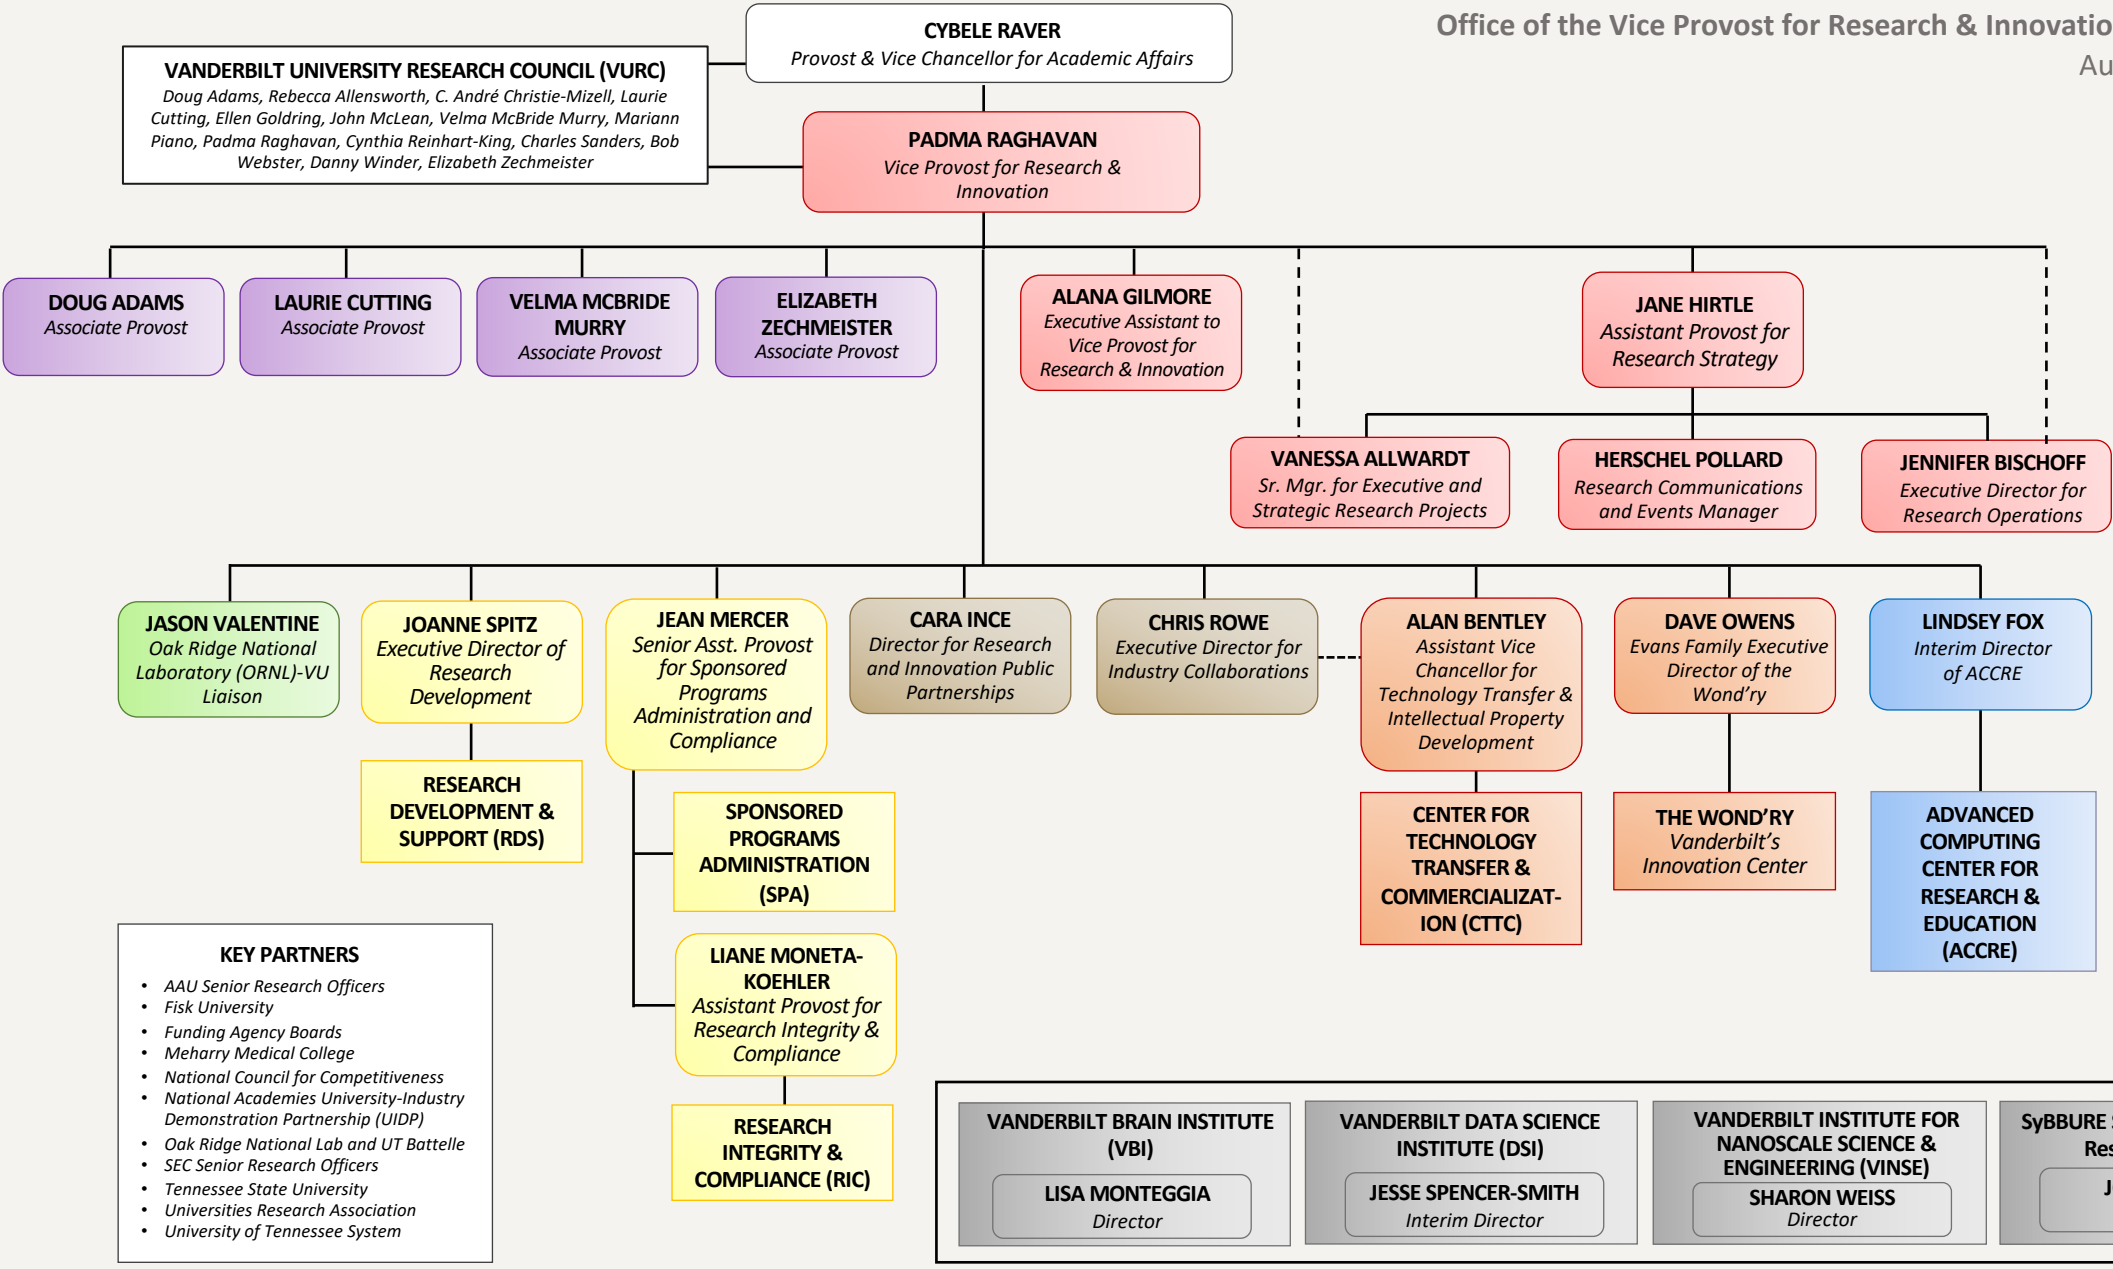 Office of the Vice Provost for Research & Innovatio
Au
CYBELE RAVER
Provost & Vice Chancellor for Academic Affairs
VANDERBILT UNIVERSITY RESEARCH COUNCIL (VURC)
Doug Adams, Rebecca Allensworth, C. André Christie-Mizell, Laurie
Cutting, Ellen Goldring, John McLean, Velma McBride Murry, Mariann
Piano, Padma Raghavan, Cynthia Reinhart-King, Charles Sanders, Bob
Webster, Danny Winder, Elizabeth Zechmeister
PADMA RAGHAVAN
Vice Provost for Research &
Innovation
DOUG ADAMS
Associate Provost
LAURIE CUTTING
Associate Provost
VELMA MCBRIDE
MURRY
Associate Provost
ELIZABETH
ZECHMEISTER
Associate Provost
ALANA GILMORE
Executive Assistant to
Vice Provost for
Research & Innovation
JANE HIRTLE
Assistant Provost for
Research Strategy
VANESSA ALLWARDT
Sr. Mgr. for Executive and
Strategic Research Projects
HERSCHEL POLLARD
Research Communications
and Events Manager
JENNIFER BISCHOFF
Executive Director for
Research Operations
JASON VALENTINE
Oak Ridge National
Laboratory (ORNL)-VU
Liaison
JOANNE SPITZ
Executive Director of
Research
Development
JEAN MERCER
Senior Asst. Provost
for Sponsored
Programs
Administration and
Compliance
CARA INCE
Director for Research
and Innovation Public
Partnerships
CHRIS ROWE
Executive Director for
Industry Collaborations
ALAN BENTLEY
Assistant Vice
Chancellor for
Technology Transfer &
Intellectual Property
Development
DAVE OWENS
Evans Family Executive
Director of the
Wond’ry
LINDSEY FOX
Interim Director
of ACCRE
RESEARCH
DEVELOPMENT &
SUPPORT (RDS)
SPONSORED
PROGRAMS
ADMINISTRATION
(SPA)
CENTER FOR
TECHNOLOGY
TRANSFER &
COMMERCIALIZAT-
ION (CTTC)
THE WOND’RY
Vanderbilt’s
Innovation Center
ADVANCED
COMPUTING
CENTER FOR
RESEARCH &
EDUCATION
(ACCRE)
LIANE MONETA-
KOEHLER
Assistant Provost for
Research Integrity &
Compliance
RESEARCH
INTEGRITY &
COMPLIANCE (RIC)
KEY PARTNERS
• AAU Senior Research Officers
• Fisk University
• Funding Agency Boards
• Meharry Medical College
• National Council for Competitiveness
• National Academies University-Industry
Demonstration Partnership (UIDP)
• Oak Ridge National Lab and UT Battelle
• SEC Senior Research Officers
• Tennessee State University
• Universities Research Association
• University of Tennessee System
VANDERBILT BRAIN INSTITUTE
(VBI)
LISA MONTEGGIA
Director
VANDERBILT DATA SCIENCE
INSTITUTE (DSI)
JESSE SPENCER-SMITH
Interim Director
VANDERBILT INSTITUTE FOR
NANOSCALE SCIENCE &
ENGINEERING (VINSE)
SHARON WEISS
Director
SyBBURE
Res